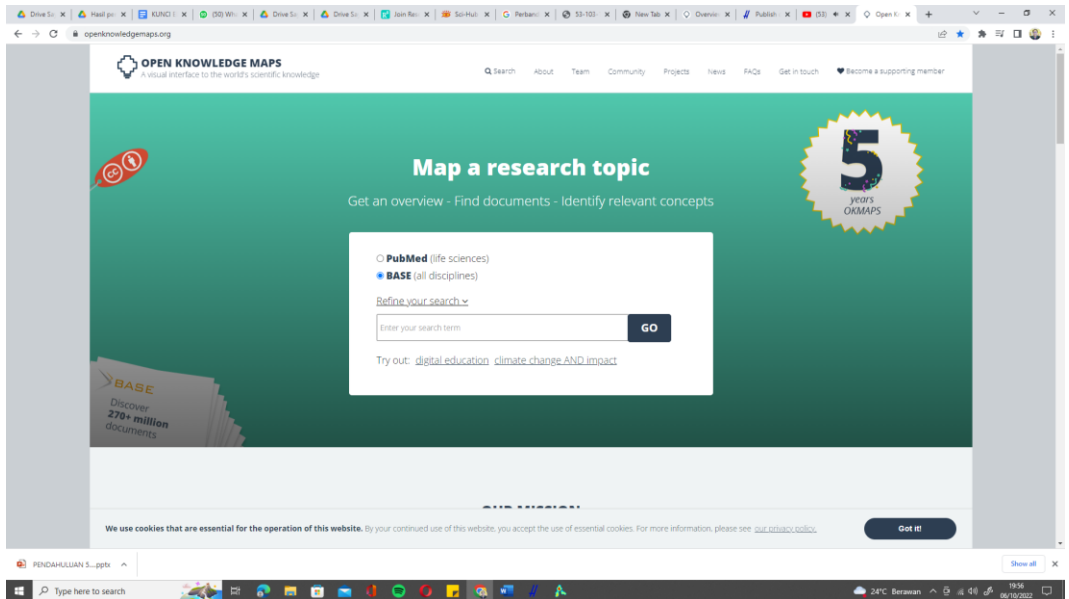 Drive Sa
Hasil pe
KUNCI
(50) Wh
Drive Sa
Drive Sa
Join Res
Sci-Hub
Perband
53-103-
New Tab
Overvie
Publish
(53)
Open K
openknowledgemaps.org
OPEN KNOWLEDGE MAPS
A visual interface to the world's scientific knowledge
Search About Team Community Projects News FAQs Get in touch Become a supporting member
5
years
OKMAPS
cc
Map a research topic
Get an overview - Find documents - Identify relevant concepts
PubMed (life sciences)
BASE (all disciplines)
Refine your search
Enter your search term
GO
Try out: digital education climate change AND impact
BASE
Discover
270+ million
documents
OUR MISSION
We use cookies that are essential for the operation of this website. By your continued use of this website, you accept the use of essential cookies. For more information, please see our privacy policy.
Got it!
PENDAHULUAN S....pptx
Show all
Type here to search
24°C Berawan
19:56
06/10/2022